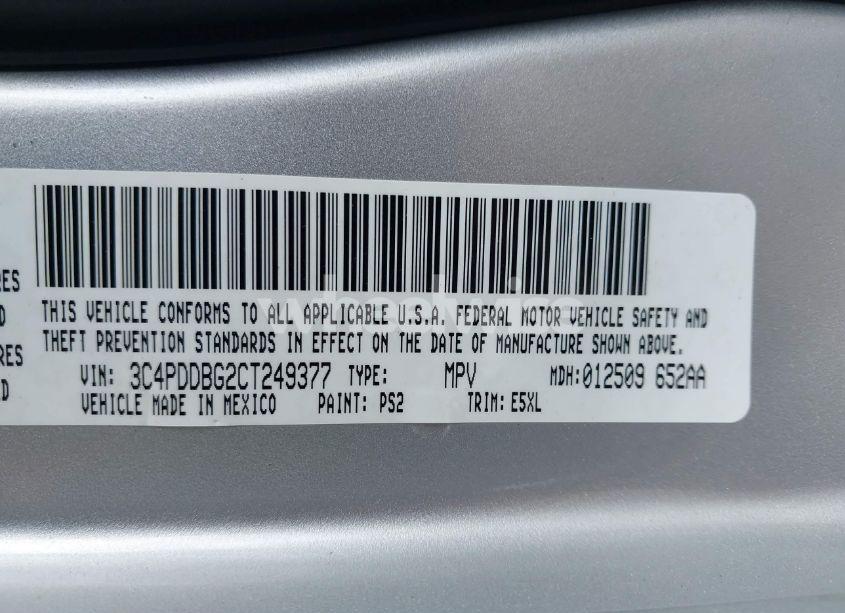 RES
D
RES
D
THIS VEHICLE CONFORMS TO ALL APPLICABLE U.S.A. FEDERAL MOTOR VEHICLE SAFETY AND
THEFT PREVENTION STANDARDS IN EFFECT ON THE DATE OF MANUFACTURE SHOWN ABOVE.
VIN: 3C4PDDBG2CT249377 TYPE: MPV MDH:012509 652AA
VEHICLE MADE IN MEXICO PAINT: PS2 TRIM: E5XL